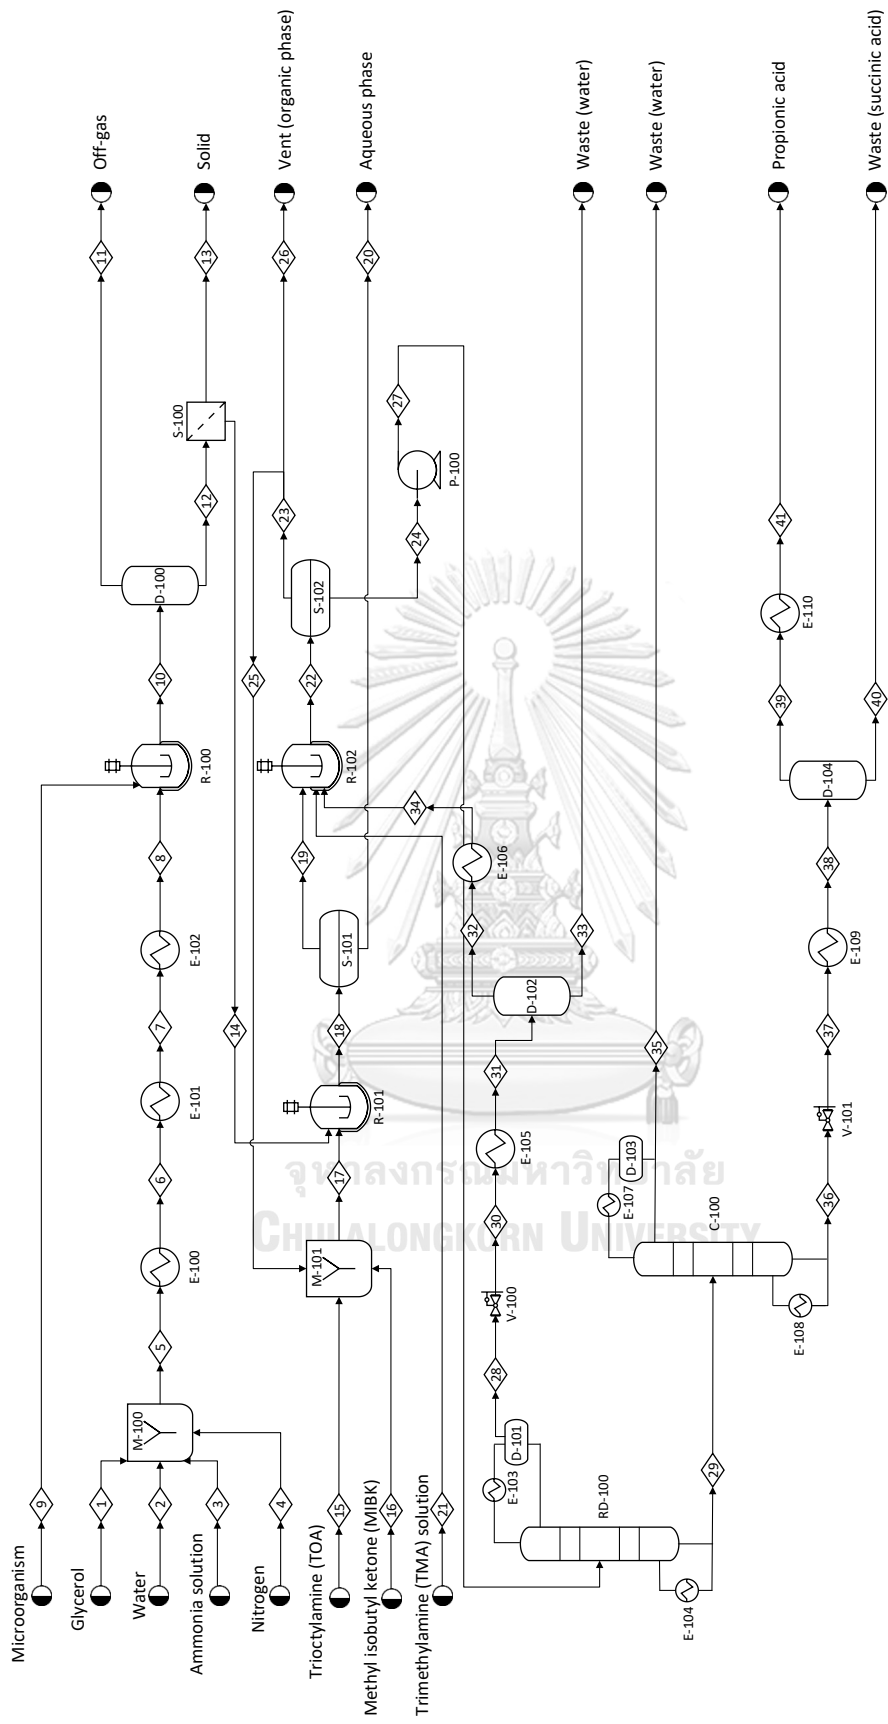 Microorganism
9
Glycerol
1
11
Off-gas
M-100
Water
2
5
6
7
8
10
D-100
E-100
E-101
E-102
R-100
S-100
12
13
Solid
Ammonia solution
3
14
Nitrogen
4
25
23
26
Vent (organic phase)
M-101
19
22
S-102
Trioctylamine (TOA)
15
17
18
S-101
R-101
R-102
20
Aqueous phase
Methyl isobutyl ketone (MIBK)
16
27
34
24
P-100
Trimethylamine (TMA) solution
21
32
E-106
E-103
D-101
28
V-100
30
E-105
31
D-102
33
Waste (water)
RD-100
E-104
29
E-107
D-103
35
Waste (water)
จุฬาลงกรณ์มหาวิทยาลัย
CHULALONGKORN UNIVERSITY
C-100
E-108
36
V-101
37
E-109
38
D-104
39
E-110
41
Propionic acid
40
Waste (succinic acid)